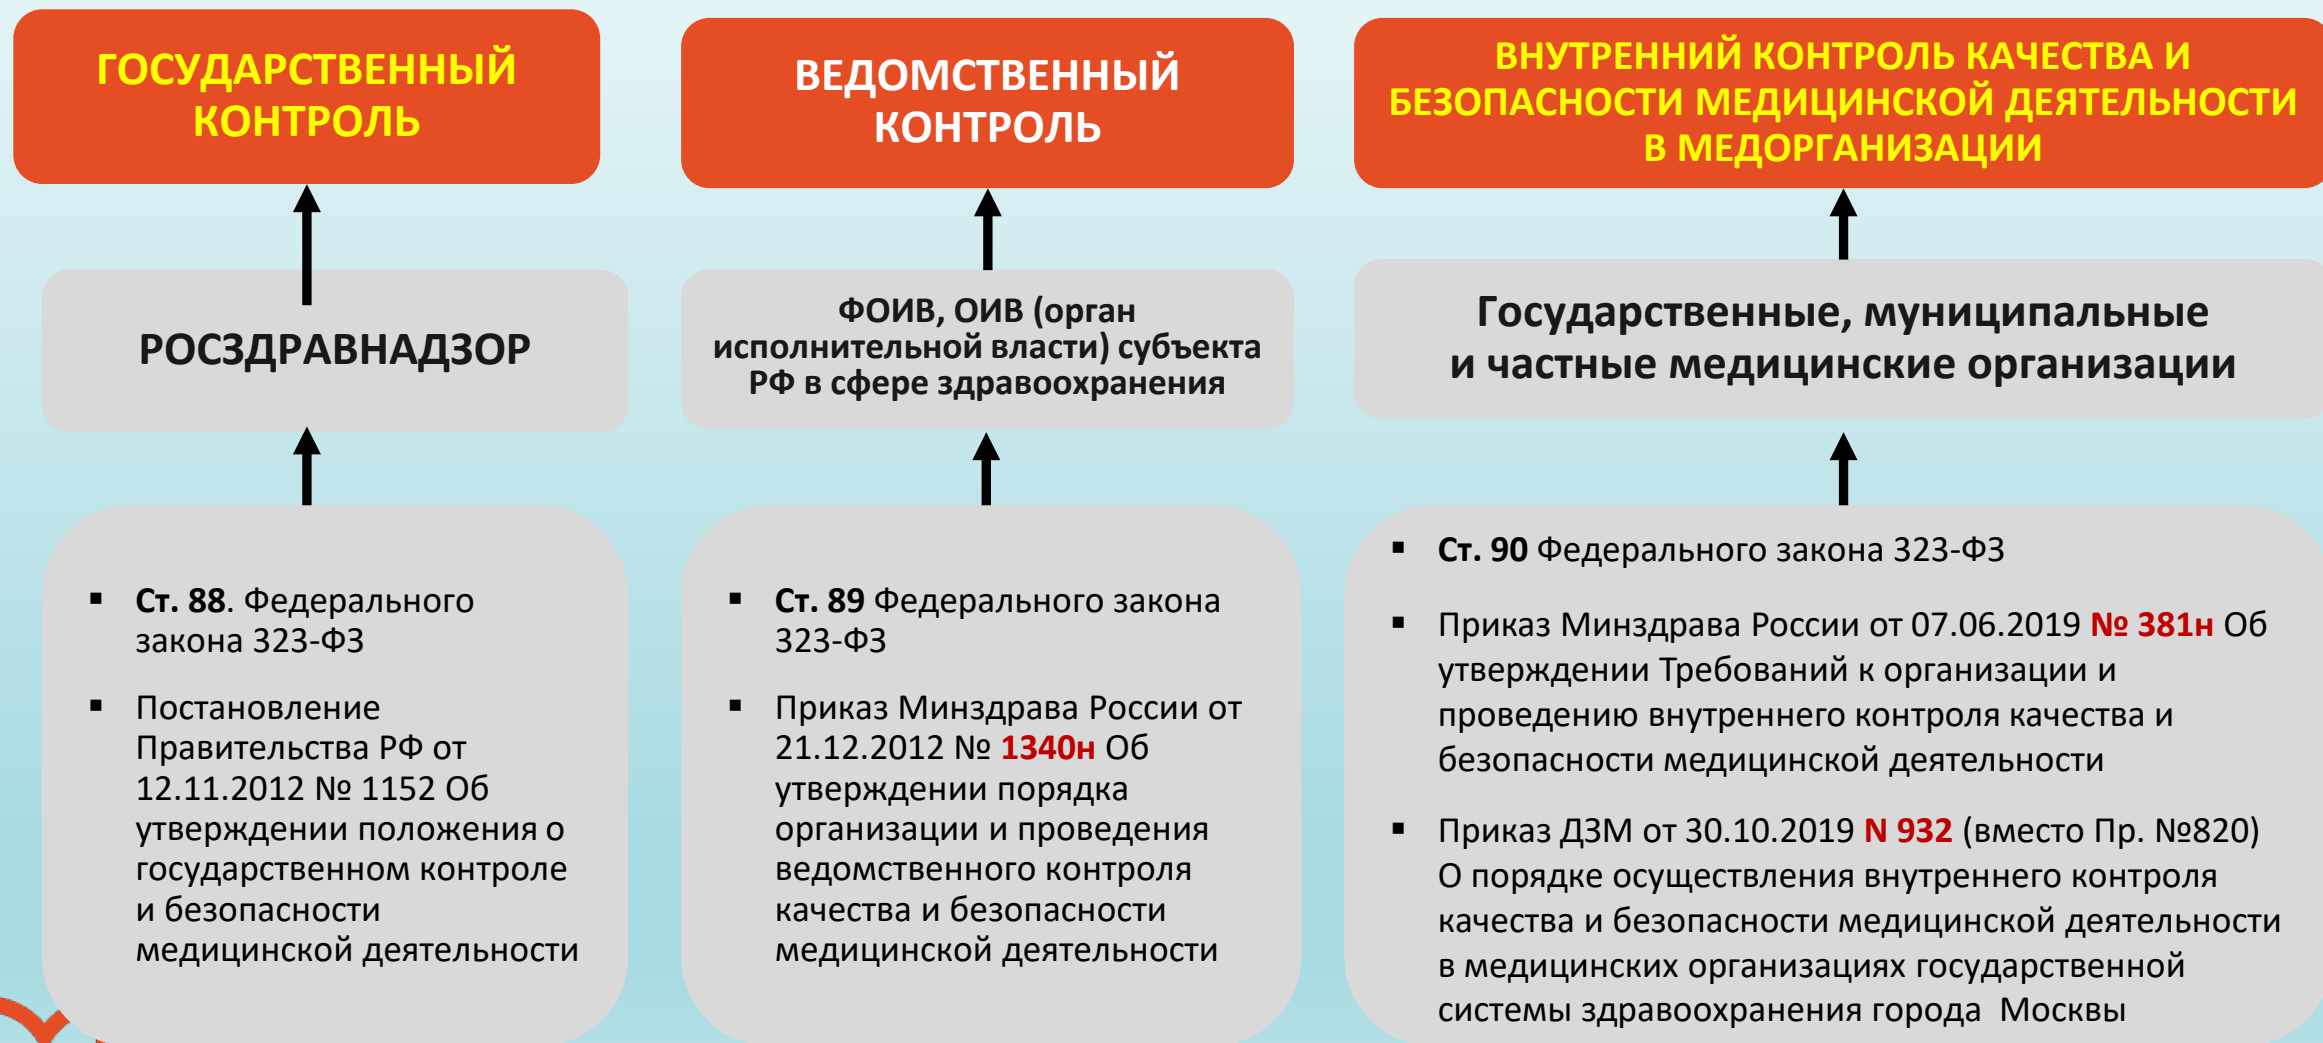 ГОСУДАРСТВЕННЫЙ
КОНТРОЛЬ
РОСЗДРАВНАДЗОР
▪ Ст. 88. Федерального
закона 323-ФЗ
▪ Постановление
Правительства РФ от
12.11.2012 № 1152 Об
утверждении положения о
государственном контроле
и безопасности
медицинской деятельности
ВЕДОМСТВЕННЫЙ
КОНТРОЛЬ
ФОИВ, ОИВ (орган
исполнительной власти) субъекта
РФ в сфере здравоохранения
▪ Ст. 89 Федерального закона
323-ФЗ
▪ Приказ Минздрава России от
21.12.2012 № 1340н Об
утверждении порядка
организации и проведения
ведомственного контроля
качества и безопасности
медицинской деятельности
ВНУТРЕННИЙ КОНТРОЛЬ КАЧЕСТВА И
БЕЗОПАСНОСТИ МЕДИЦИНСКОЙ ДЕЯТЕЛЬНОСТИ
В МЕДОРГАНИЗАЦИИ
Государственные, муниципальные
и частные медицинские организации
▪ Ст. 90 Федерального закона 323-ФЗ
▪ Приказ Минздрава России от 07.06.2019 № 381н Об
утверждении Требований к организации и
проведению внутреннего контроля качества и
безопасности медицинской деятельности
▪ Приказ ДЗМ от 30.10.2019 N 932 (вместо Пр. №820)
О порядке осуществления внутреннего контроля
качества и безопасности медицинской деятельности
в медицинских организациях государственной
системы здравоохранения города Москвы